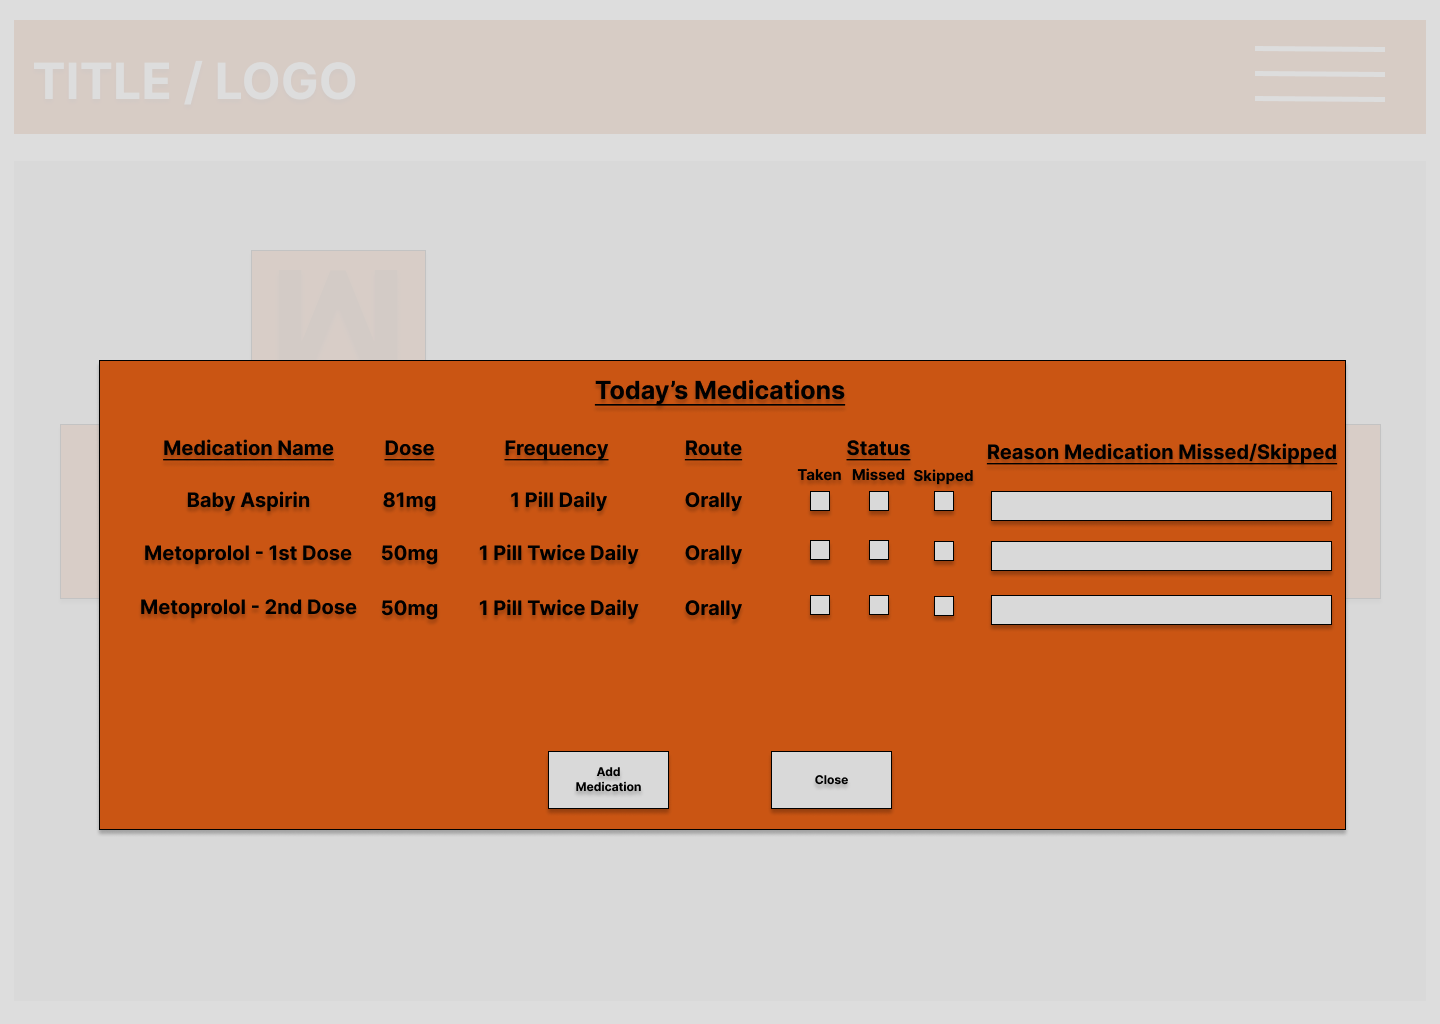 TITLE / LOGO
M
Today’s Medications
Medication Name Dose Frequency Route Status Reason Medication Missed/Skipped
Taken Missed Skipped
Baby Aspirin 81mg 1 Pill Daily Orally
Metoprolol - 1st Dose 50mg 1 Pill Twice Daily Orally
Metoprolol - 2nd Dose 50mg 1 Pill Twice Daily Orally
Add
Medication
Close